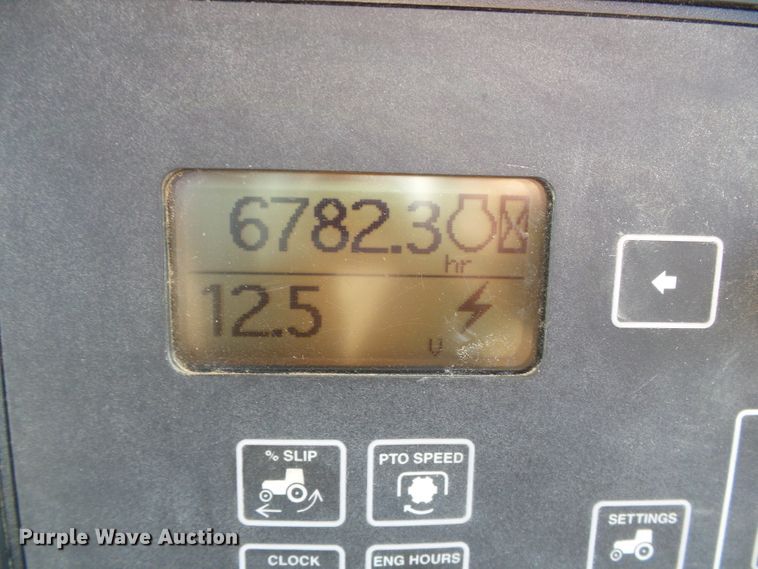 6782.3
hr
12.5
V
% SLIP
PTO SPEED
SETTINGS
CLOCK
ENG HOURS
Purple Wave Auction